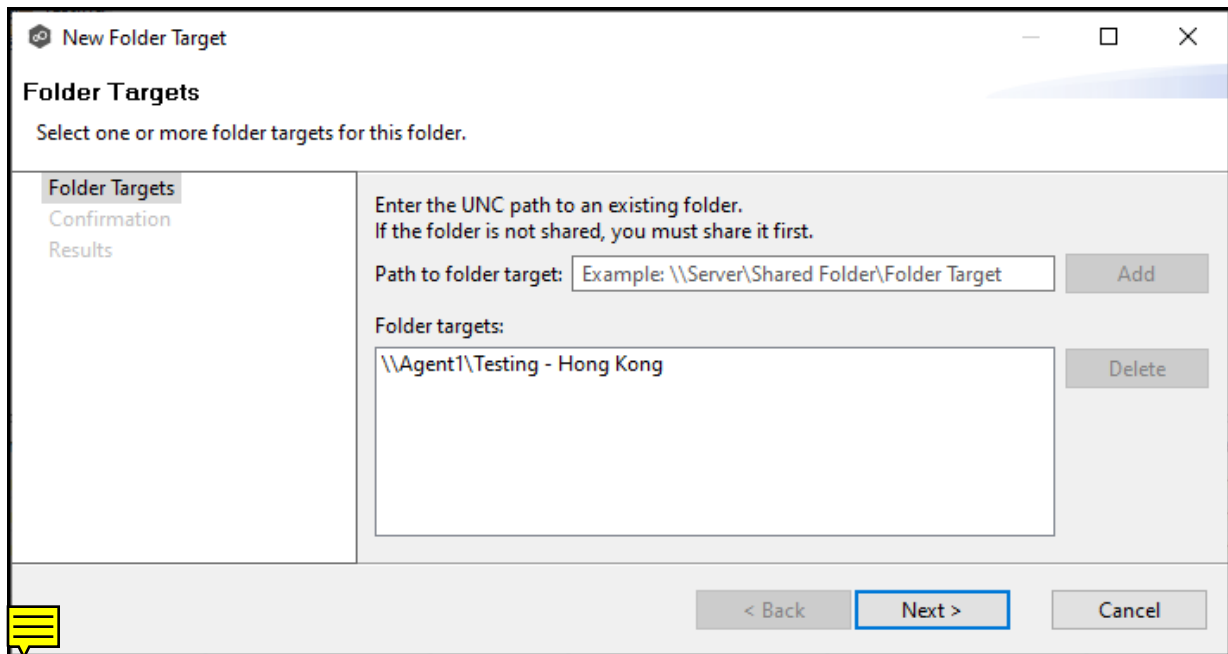 New Folder Target
Folder Targets
Select one or more folder targets for this folder.
Folder Targets
Confirmation
Results
Enter the UNC path to an existing folder.
If the folder is not shared, you must share it first.
Path to folder target: Example: \\Server\Shared Folder\Folder Target Add
Folder targets:
\\Agent1\Testing - Hong Kong
Delete
< Back Next > Cancel